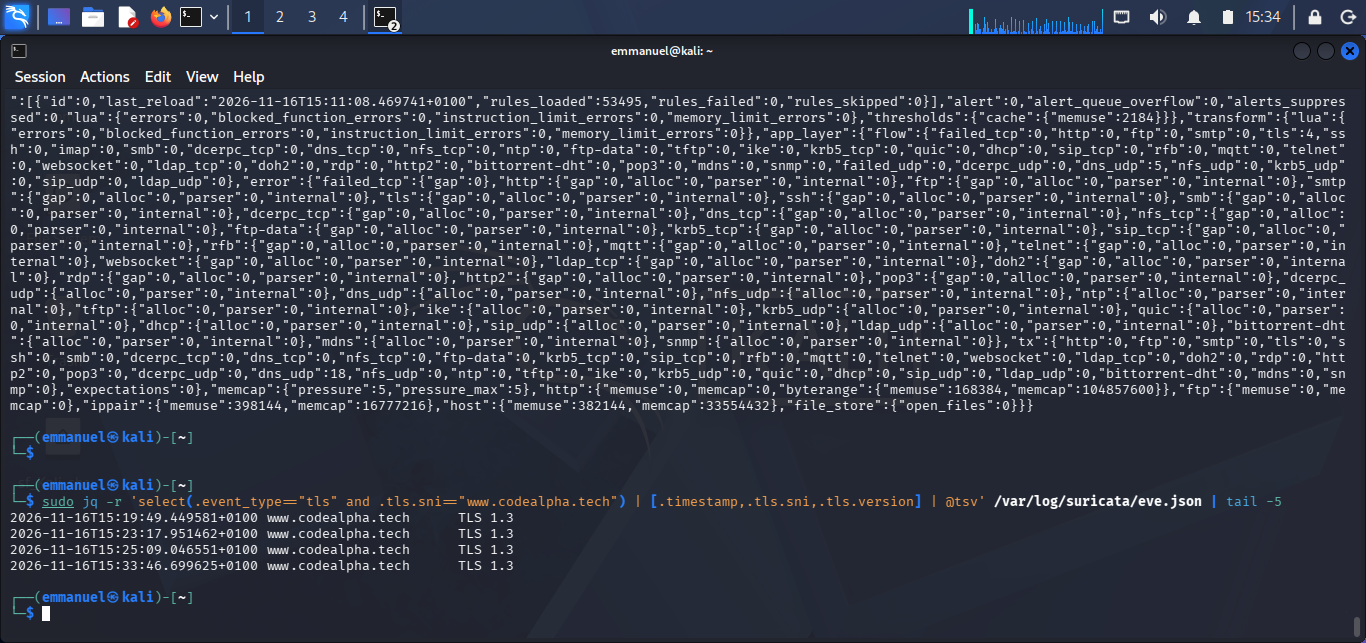 1 2 3 4 2 15:34
emmanuel@kali: ~
Session Actions Edit View Help
":[{"id":0,"last_reload":"2026-11-16T15:11:08.469741+0100","rules_loaded":53495,"rules_failed":0,"rules_skipped":0}],"alert":0,"alert_queue_overflow":0,"alerts_suppres
sed":0,"lua":{"errors":0,"blocked_function_errors":0,"instruction_limit_errors":0,"memory_limit_errors":0},"thresholds":{"cache":{"memuse":2184}}},"transform":{"lua":{
"errors":0,"blocked_function_errors":0,"instruction_limit_errors":0,"memory_limit_errors":0}},"app_layer":{"flow":{"failed_tcp":0,"http":0,"ftp":0,"smtp":0,"tls":4,"ss
h":0,"imap":0,"smb":0,"dcerpc_tcp":0,"dns_tcp":0,"nfs_tcp":0,"ntp":0,"ftp-data":0,"tftp":0,"ike":0,"krb5_tcp":0,"quic":0,"dhcp":0,"sip_tcp":0,"rfb":0,"mqtt":0,"telnet"
:0,"websocket":0,"ldap_tcp":0,"doh2":0,"rdp":0,"http2":0,"bittorrent-dht":0,"pop3":0,"mdns":0,"snmp":0,"failed_udp":0,"dcerpc_udp":0,"dns_udp":5,"nfs_udp":0,"krb5_udp"
:0,"sip_udp":0,"ldap_udp":0},"error":{"failed_tcp":{"gap":0},"http":{"gap":0,"alloc":0,"parser":0,"internal":0},"ftp":{"gap":0,"alloc":0,"parser":0,"internal":0},"smtp
":{"gap":0,"alloc":0,"parser":0,"internal":0},"tls":{"gap":0,"alloc":0,"parser":0,"internal":0},"ssh":{"gap":0,"alloc":0,"parser":0,"internal":0},"smb":{"gap":0,"alloc
":0,"parser":0,"internal":0},"dcerpc_tcp":{"gap":0,"alloc":0,"parser":0,"internal":0},"dns_tcp":{"gap":0,"alloc":0,"parser":0,"internal":0},"nfs_tcp":{"gap":0,"alloc":
0,"parser":0,"internal":0},"ftp-data":{"gap":0,"alloc":0,"parser":0,"internal":0},"krb5_tcp":{"gap":0,"alloc":0,"parser":0,"internal":0},"sip_tcp":{"gap":0,"alloc":0,"
parser":0,"internal":0},"rfb":{"gap":0,"alloc":0,"parser":0,"internal":0},"mqtt":{"gap":0,"alloc":0,"parser":0,"internal":0},"telnet":{"gap":0,"alloc":0,"parser":0,"in
ternal":0},"websocket":{"gap":0,"alloc":0,"parser":0,"internal":0},"ldap_tcp":{"gap":0,"alloc":0,"parser":0,"internal":0},"doh2":{"gap":0,"alloc":0,"parser":0,"interna
l":0},"rdp":{"gap":0,"alloc":0,"parser":0,"internal":0},"http2":{"gap":0,"alloc":0,"parser":0,"internal":0},"pop3":{"gap":0,"alloc":0,"parser":0,"internal":0},"dcerpc_
udp":{"alloc":0,"parser":0,"internal":0},"dns_udp":{"alloc":0,"parser":0,"internal":0},"nfs_udp":{"alloc":0,"parser":0,"internal":0},"ntp":{"alloc":0,"parser":0,"inter
nal":0},"tftp":{"alloc":0,"parser":0,"internal":0},"ike":{"alloc":0,"parser":0,"internal":0},"krb5_udp":{"alloc":0,"parser":0,"internal":0},"quic":{"alloc":0,"parser":
0,"internal":0},"dhcp":{"alloc":0,"parser":0,"internal":0},"sip_udp":{"alloc":0,"parser":0,"internal":0},"ldap_udp":{"alloc":0,"parser":0,"internal":0},"bittorrent-dht
":{"alloc":0,"parser":0,"internal":0},"mdns":{"alloc":0,"parser":0,"internal":0},"snmp":{"alloc":0,"parser":0,"internal":0}},"tx":{"http":0,"ftp":0,"smtp":0,"tls":0,"s
sh":0,"smb":0,"dcerpc_tcp":0,"dns_tcp":0,"nfs_tcp":0,"ftp-data":0,"krb5_tcp":0,"sip_tcp":0,"rfb":0,"mqtt":0,"telnet":0,"websocket":0,"ldap_tcp":0,"doh2":0,"rdp":0,"htt
p2":0,"pop3":0,"dcerpc_udp":0,"dns_udp":18,"nfs_udp":0,"ntp":0,"tftp":0,"ike":0,"krb5_udp":0,"quic":0,"dhcp":0,"sip_udp":0,"ldap_udp":0,"bittorrent-dht":0,"mdns":0,"sn
mp":0},"expectations":0},"memcap":{"pressure":5,"pressure_max":5},"http":{"memuse":0,"memcap":0,"byterange":{"memuse":168384,"memcap":104857600}},"ftp":{"memuse":0,"me
mcap":0},"ippair":{"memuse":398144,"memcap":16777216},"host":{"memuse":382144,"memcap":33554432},"file_store":{"open_files":0}}}
┌──(emmanuel㉿kali)-[~]
└─$
┌──(emmanuel㉿kali)-[~]
└─$ sudo jq -r 'select(.event_type=="tls" and .tls.sni=="www.codealpha.tech") | [.timestamp,.tls.sni,.tls.version] | @tsv' /var/log/suricata/eve.json | tail -5
2026-11-16T15:19:49.449581+0100 www.codealpha.tech TLS 1.3
2026-11-16T15:23:17.951462+0100 www.codealpha.tech TLS 1.3
2026-11-16T15:25:09.046551+0100 www.codealpha.tech TLS 1.3
2026-11-16T15:33:46.699625+0100 www.codealpha.tech TLS 1.3
┌──(emmanuel㉿kali)-[~]
└─$